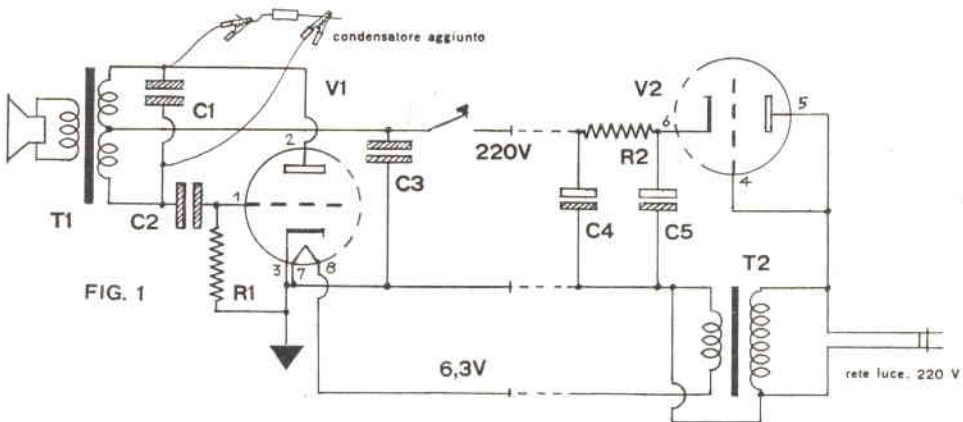 condensatore aggiunto
V1
V2
C1
5
2
6
220V
R2
C3
4
1
T1
C2
C4
C5
T2
3
7
8
FIG. 1
R1
6,3V
rete luce. 220 V